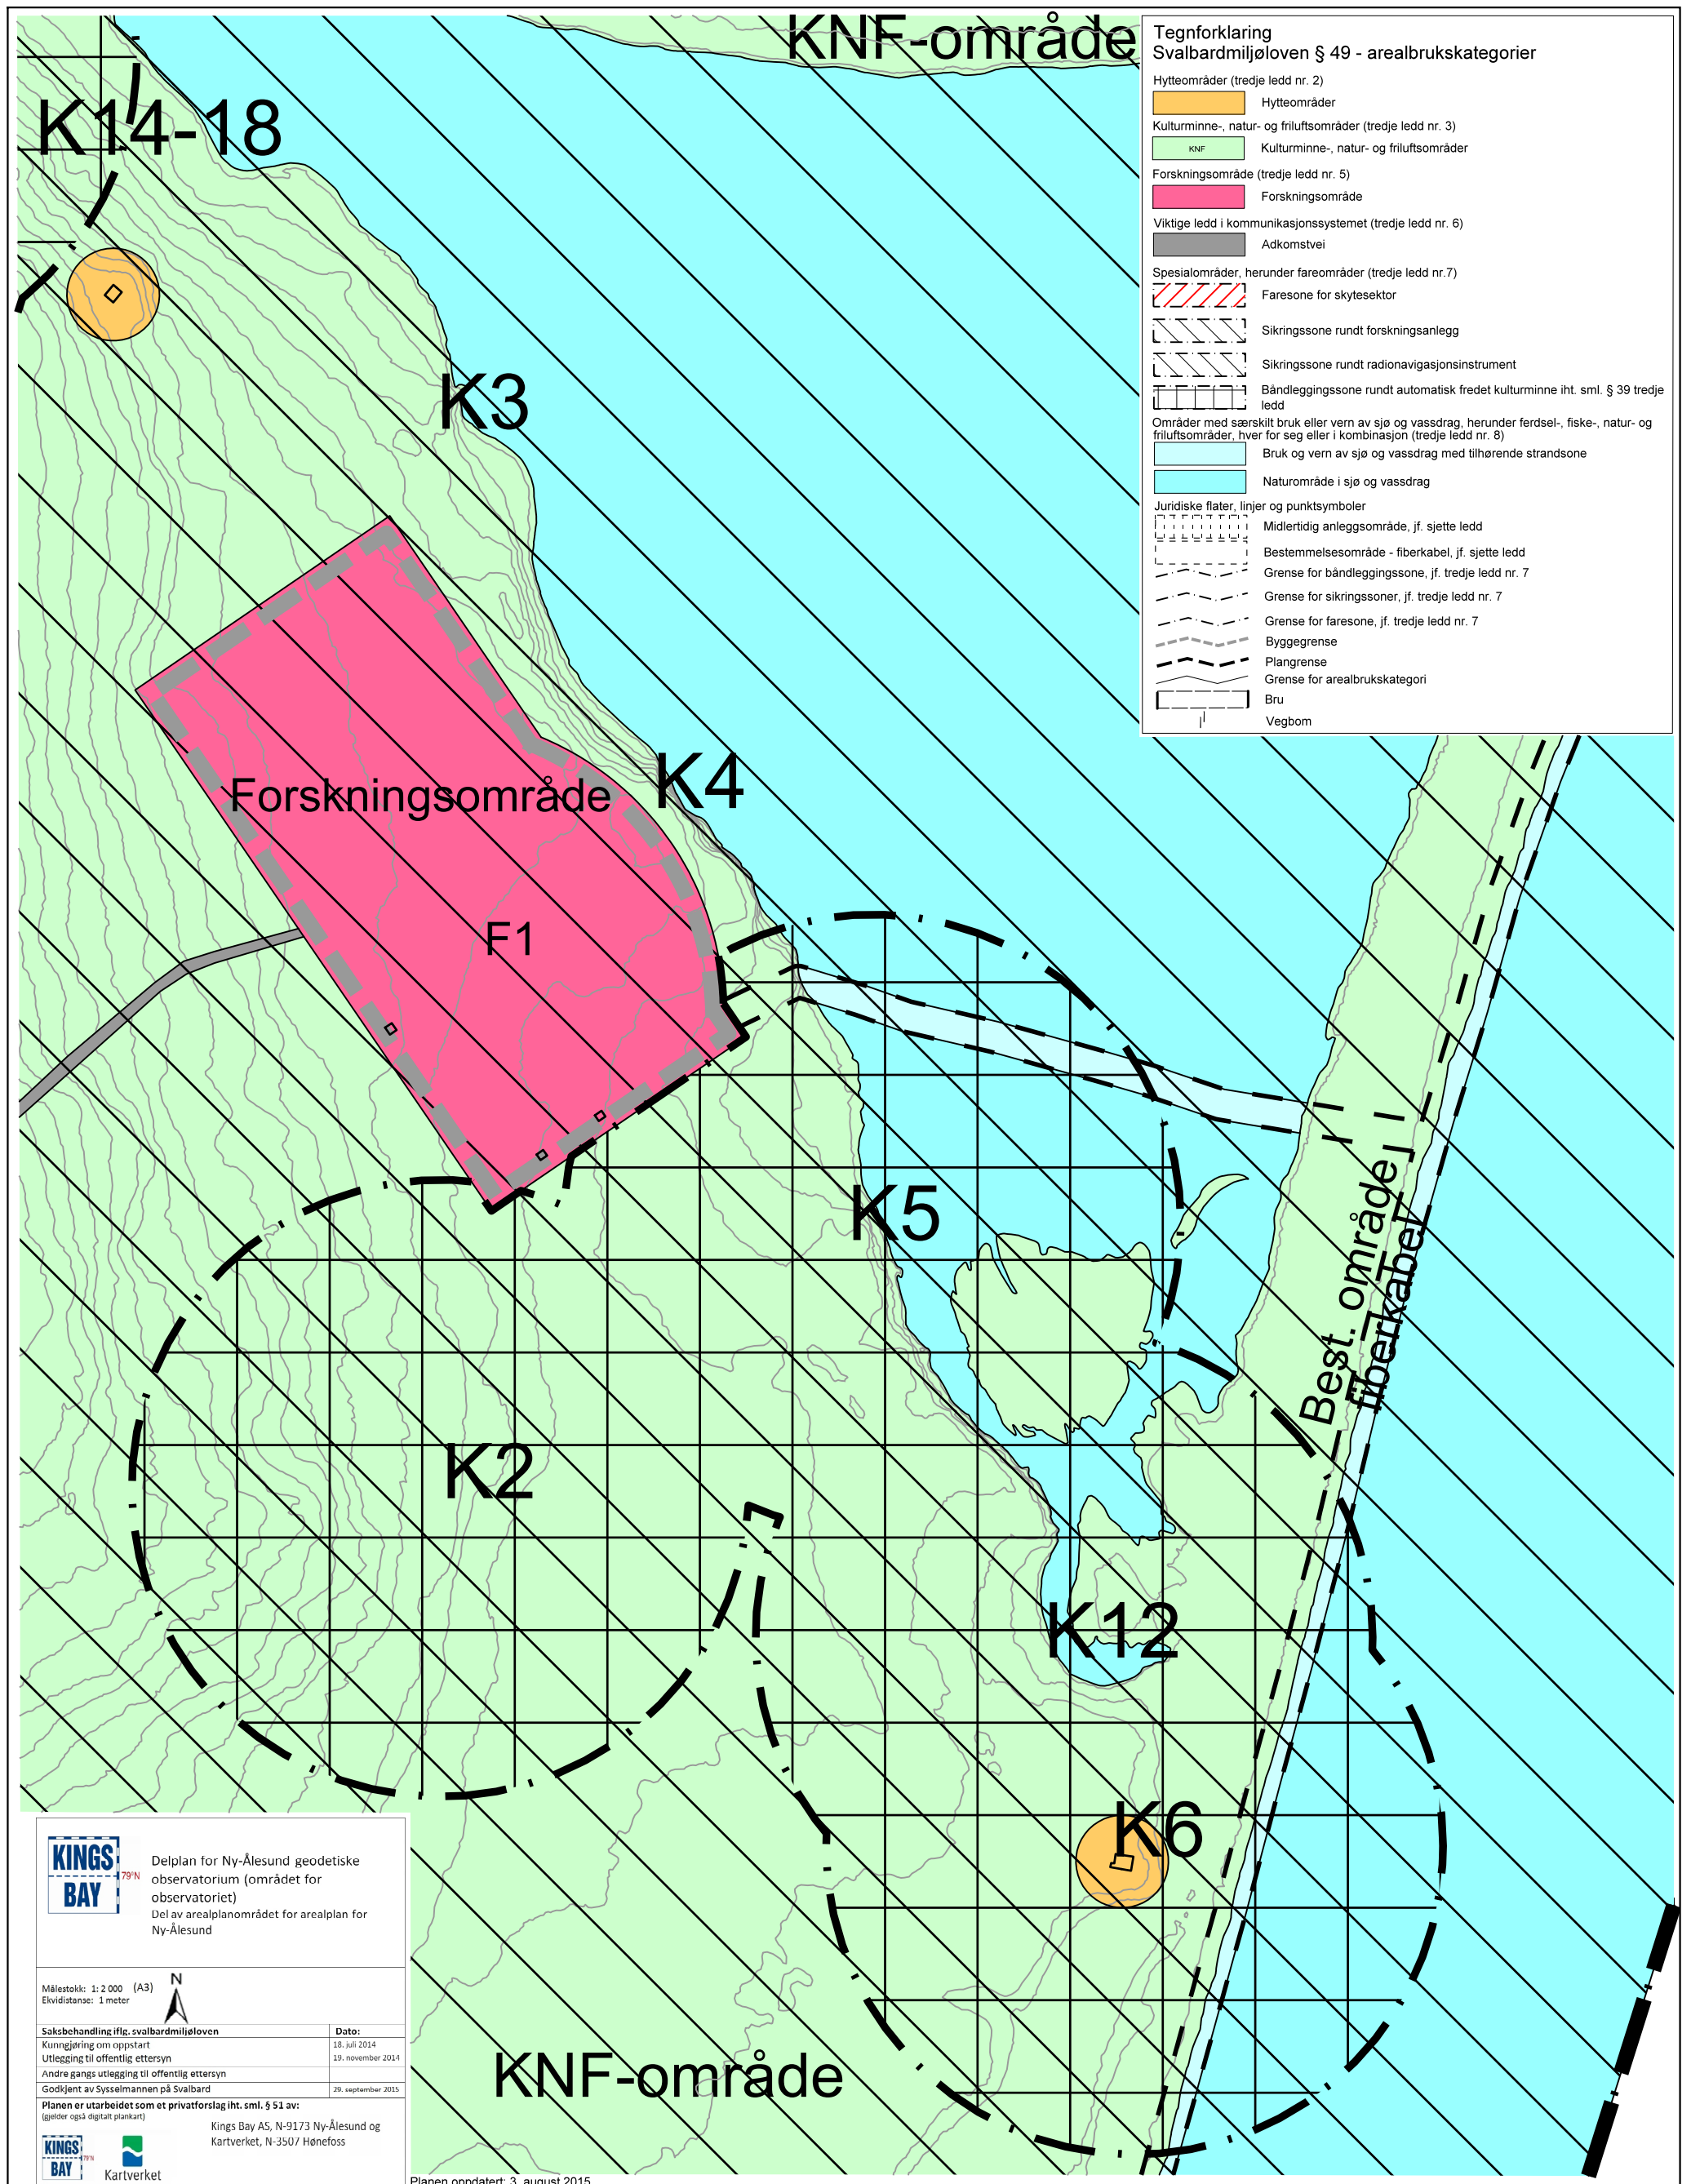 KNF-område
K14-18
K3
K4
Forskningsområde
F1
K5
K2
K12
K6
Best. område
fiberkabel
KNF-område
Tegnforklaring
Svalbardmiljøloven § 49 - arealbrukskategorier
Hytteområder (tredje ledd nr. 2)
Hytteområder
Kulturminne-, natur- og friluftsområder (tredje ledd nr. 3)
KNF Kulturminne-, natur- og friluftsområder
Forskningsområde (tredje ledd nr. 5)
Forskningsområde
Viktige ledd i kommunikasjonssystemet (tredje ledd nr. 6)
Adkomstvei
Spesialområder, herunder fareområder (tredje ledd nr.7)
Faresone for skytesektor
Sikringssone rundt forskningsanlegg
Sikringssone rundt radionavigasjonsinstrument
Båndleggingssone rundt automatisk fredet kulturminne iht. sml. § 39 tredje
ledd
Områder med særskilt bruk eller vern av sjø og vassdrag, herunder ferdsel-, fiske-, natur- og
friluftsområder, hver for seg eller i kombinasjon (tredje ledd nr. 8)
Bruk og vern av sjø og vassdrag med tilhørende strandsone
Naturområde i sjø og vassdrag
Juridiske flater, linjer og punktsymboler
Midlertidig anleggsområde, jf. sjette ledd
Bestemmelsesområde - fiberkabel, jf. sjette ledd
Grense for båndleggingssone, jf. tredje ledd nr. 7
Grense for sikringssoner, jf. tredje ledd nr. 7
Grense for faresone, jf. tredje ledd nr. 7
Byggegrense
Plangrense
Grense for arealbrukskategori
Bru
Vegbom
KINGS
BAY
79°N
Delplan for Ny-Ålesund geodetiske
observatorium (området for
observatoriet)
Del av arealplanområdet for arealplan for
Ny-Ålesund
Målestokk: 1: 2 000 (A3)
Ekvidistanse: 1 meter
N
Saksbehandling iflg. svalbardmiljøloven Dato:
Kunngjøring om oppstart 18. juli 2014
Utlegging til offentlig ettersyn 19. november 2014
Andre gangs utlegging til offentlig ettersyn
Godkjent av Sysselmannen på Svalbard 29. september 2015
Planen er utarbeidet som et privatforslag iht. sml. § 51 av:
(gjelder også digitalt plankart)
Kings Bay AS, N-9173 Ny-Ålesund og
Kartverket, N-3507 Hønefoss
KINGS
BAY
79°N
Kartverket
Planen oppdatert: 3. august 2015